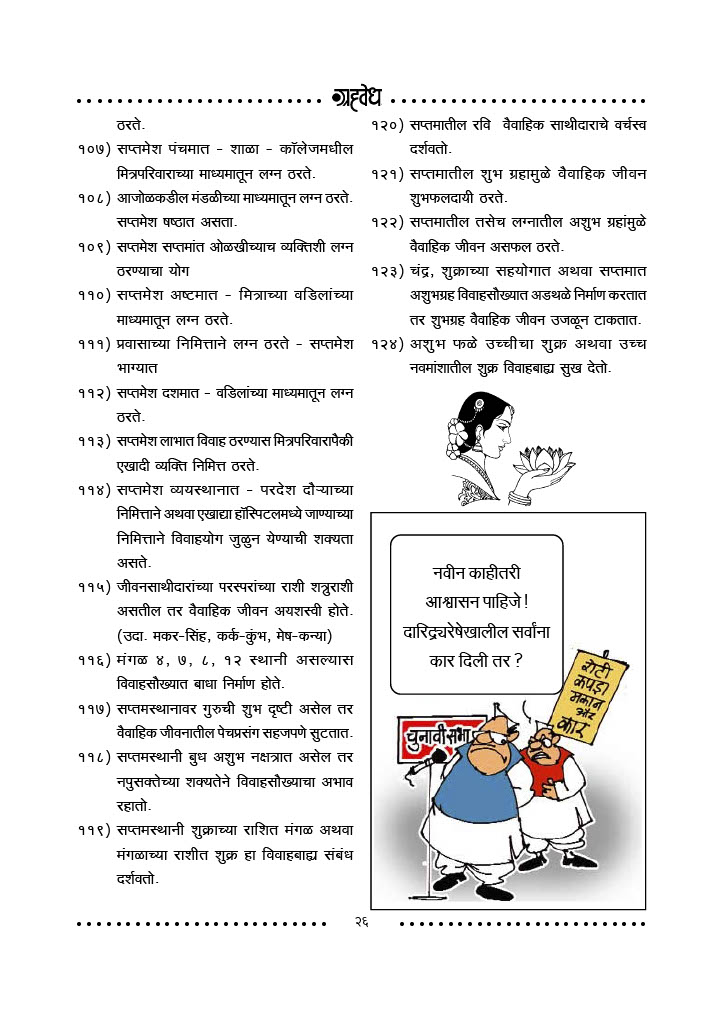 ग्रहवेध
ठरते.
१०७) सप्तमेश पंचमात - शाळा - कॉलेजमधील
मित्रपरिवाराच्या माध्यमातून लग्न ठरते.
१०८) आजोळकडील मंडळीच्या माध्यमातून लग्न ठरते.
सप्तमेश षष्ठात असता.
१०९) सप्तमेश सप्तमांत ओळखीच्याच व्यक्तिशी लग्न
ठरण्याचा योग
११०) सप्तमेश अष्टमात - मित्राच्या वडिलांच्या
माध्यमातून लग्न ठरते.
१११) प्रवासाच्या निमित्ताने लग्न ठरते - सप्तमेश
भाग्यात
११२) सप्तमेश दशमात - वडिलांच्या माध्यमातून लग्न
ठरते.
११३) सप्तमेश लाभात विवाह ठरण्यास मित्रपरिवारापैकी
एखादी व्यक्ति निमित्त ठरते.
११४) सप्तमेश व्ययस्थानात - परदेश दौऱ्याच्या
निमित्ताने अथवा एखाद्या हॉस्पिटलमध्ये जाण्याच्या
निमित्ताने विवाहयोग जुळुन येण्याची शक्यता
असते.
११५) जीवनसाथीदारांच्या परस्परांच्या राशी शत्रुराशी
असतील तर वैवाहिक जीवन अयशस्वी होते.
(उदा. मकर-सिंह, कर्क-कुंभ, मेष-कन्या)
११६) मंगळ ४, ७, ८, १२ स्थानी असल्यास
विवाहसौख्यात बाधा निर्माण होते.
११७) सप्तमस्थानावर गुरुची शुभ दृष्टी असेल तर
वैवाहिक जीवनातील पेचप्रसंग सहजपणे सुटतात.
११८) सप्तमस्थानी बुध अशुभ नक्षत्रात असेल तर
नपुसक्तेच्या शक्यतेने विवाहसौख्याचा अभाव
रहातो.
११९) सप्तमस्थानी शुक्राच्या राशित मंगळ अथवा
मंगळाच्या राशीत शुक्र हा विवाहबाह्य संबंध
दर्शवतो.
१२०) सप्तमातील रवि वैवाहिक साथीदाराचे वर्चस्व
दर्शवतो.
१२१) सप्तमातील शुभ ग्रहामुळे वैवाहिक जीवन
शुभफलदायी ठरते.
१२२) सप्तमातील तसेच लग्नातील अशुभ ग्रहांमुळे
वैवाहिक जीवन असफल ठरते.
१२३) चंद्र, शुक्राच्या सहयोगात अथवा सप्तमात
अशुभग्रह विवाहसौख्यात अडथळे निर्माण करतात
तर शुभग्रह वैवाहिक जीवन उजळून टाकतात.
१२४) अशुभ फळे उच्चीचा शुक्र अथवा उच्च
नवमांशातील शुक्र विवाहबाह्य सुख देतो.
नवीन काहीतरी
आश्वासन पाहिजे!
दारिद्र्यरेषेखालील सर्वांना
कार दिली तर ?
रोटी
कपड़ा
मकान
और
कार
चुनावी सभा
२६